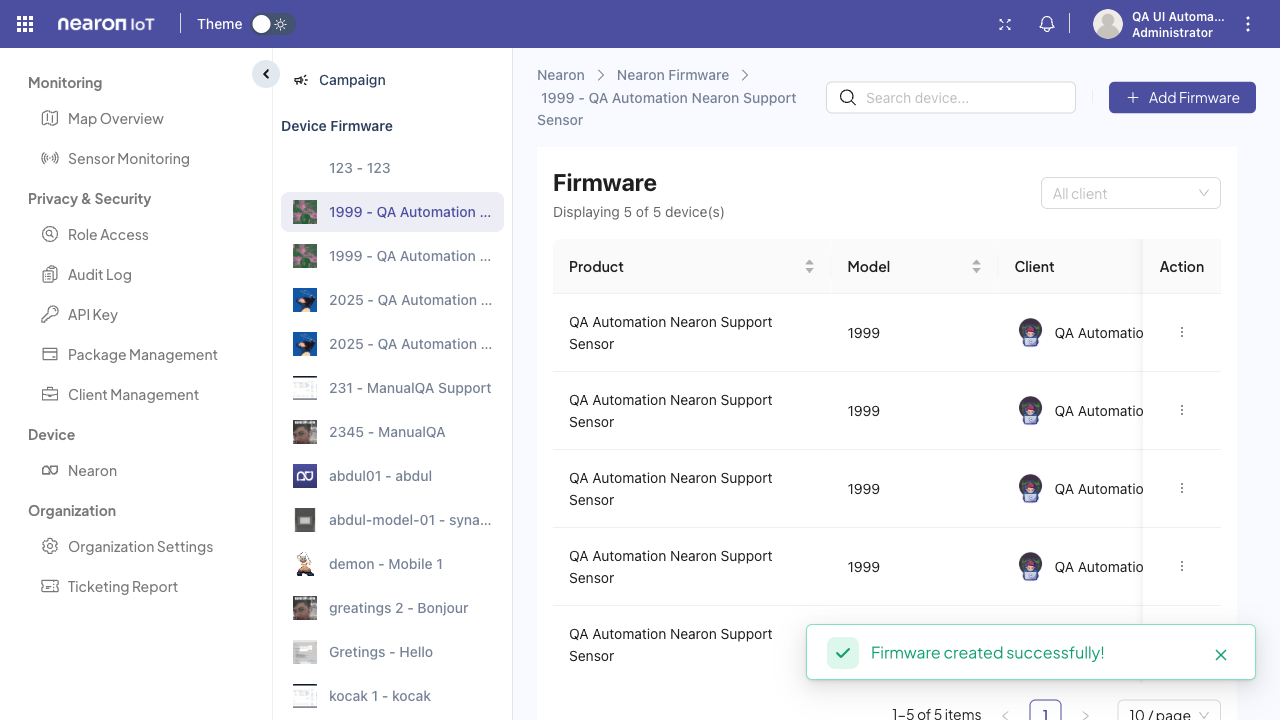 nearon IoT
Theme
QA UI Automa...
Administrator
Monitoring
Map Overview
Sensor Monitoring
Privacy & Security
Role Access
Audit Log
API Key
Package Management
Client Management
Device
Nearon
Organization
Organization Settings
Ticketing Report
Campaign
Device Firmware
123 - 123
1999 - QA Automation ...
1999 - QA Automation ...
2025 - QA Automation ...
2025 - QA Automation ...
231 - ManualQA Support
2345 - ManualQA
abdul01 - abdul
abdul-model-01 - syna...
demon - Mobile 1
greatings 2 - Bonjour
Gretings - Hello
kocak 1 - kocak
Nearon > Nearon Firmware >
1999 - QA Automation Nearon Support
Sensor
Search device...
+ Add Firmware
Firmware
Displaying 5 of 5 device(s)
All client
Product Model Client Action
QA Automation Nearon Support
Sensor
1999
QA Automatio
QA Automation Nearon Support
Sensor
1999
QA Automatio
QA Automation Nearon Support
Sensor
1999
QA Automatio
QA Automation Nearon Support
Sensor
1999
QA Automatio
QA Automation Nearon Support
Sensor
Firmware created successfully!
1-5 of 5 items
1
10 / page